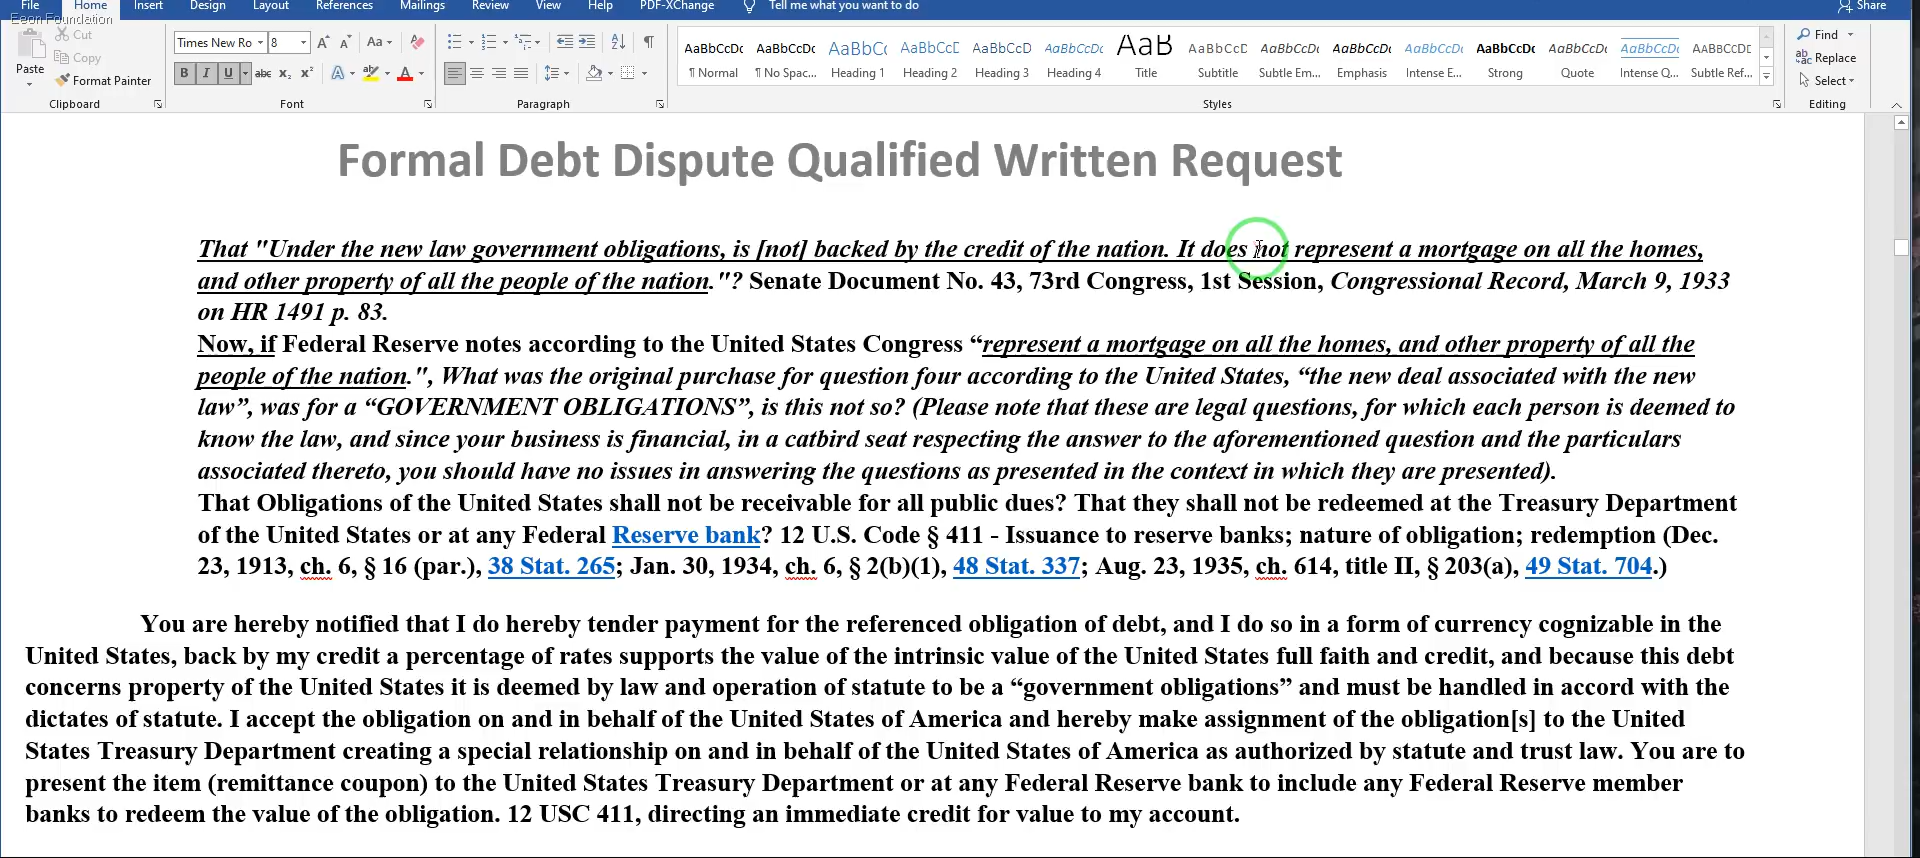 File Home Insert Design Layout References Mailings Review View Help PDF-XChange Tell me what you want to do Share
Eeon Foundation
Cut
Copy
Paste
Format Painter
Clipboard
Times New Ro 8 Aa
B I U abc x₂ x² A A
Font
Paragraph
AaBbCcDc AaBbCcDc AaBbCc AaBbCcE AaBbCcD AaBbCcDc AaB AaBbCcD AaBbCcDc AaBbCcDc AaBbCcDc AaBbCcDc AaBbCcDc AaBbCcDc AABBCCDE
¶ Normal ¶ No Spac... Heading 1 Heading 2 Heading 3 Heading 4 Title Subtitle Subtle Em... Emphasis Intense E... Strong Quote Intense Q... Subtle Ref...
Styles
Find
Replace
Select
Editing
Formal Debt Dispute Qualified Written Request
That "Under the new law government obligations, is [not] backed by the credit of the nation. It does not represent a mortgage on all the homes,
and other property of all the people of the nation."? Senate Document No. 43, 73rd Congress, 1st Session, Congressional Record, March 9, 1933
on HR 1491 p. 83.
Now, if Federal Reserve notes according to the United States Congress “represent a mortgage on all the homes, and other property of all the
people of the nation.", What was the original purchase for question four according to the United States, “the new deal associated with the new
law”, was for a “GOVERNMENT OBLIGATIONS”, is this not so? (Please note that these are legal questions, for which each person is deemed to
know the law, and since your business is financial, in a catbird seat respecting the answer to the aforementioned question and the particulars
associated thereto, you should have no issues in answering the questions as presented in the context in which they are presented).
That Obligations of the United States shall not be receivable for all public dues? That they shall not be redeemed at the Treasury Department
of the United States or at any Federal Reserve bank? 12 U.S. Code § 411 - Issuance to reserve banks; nature of obligation; redemption (Dec.
23, 1913, ch. 6, § 16 (par.), 38 Stat. 265; Jan. 30, 1934, ch. 6, § 2(b)(1), 48 Stat. 337; Aug. 23, 1935, ch. 614, title II, § 203(a), 49 Stat. 704.)
You are hereby notified that I do hereby tender payment for the referenced obligation of debt, and I do so in a form of currency cognizable in the
United States, back by my credit a percentage of rates supports the value of the intrinsic value of the United States full faith and credit, and because this debt
concerns property of the United States it is deemed by law and operation of statute to be a “government obligations” and must be handled in accord with the
dictates of statute. I accept the obligation on and in behalf of the United States of America and hereby make assignment of the obligation[s] to the United
States Treasury Department creating a special relationship on and in behalf of the United States of America as authorized by statute and trust law. You are to
present the item (remittance coupon) to the United States Treasury Department or at any Federal Reserve bank to include any Federal Reserve member
banks to redeem the value of the obligation. 12 USC 411, directing an immediate credit for value to my account.